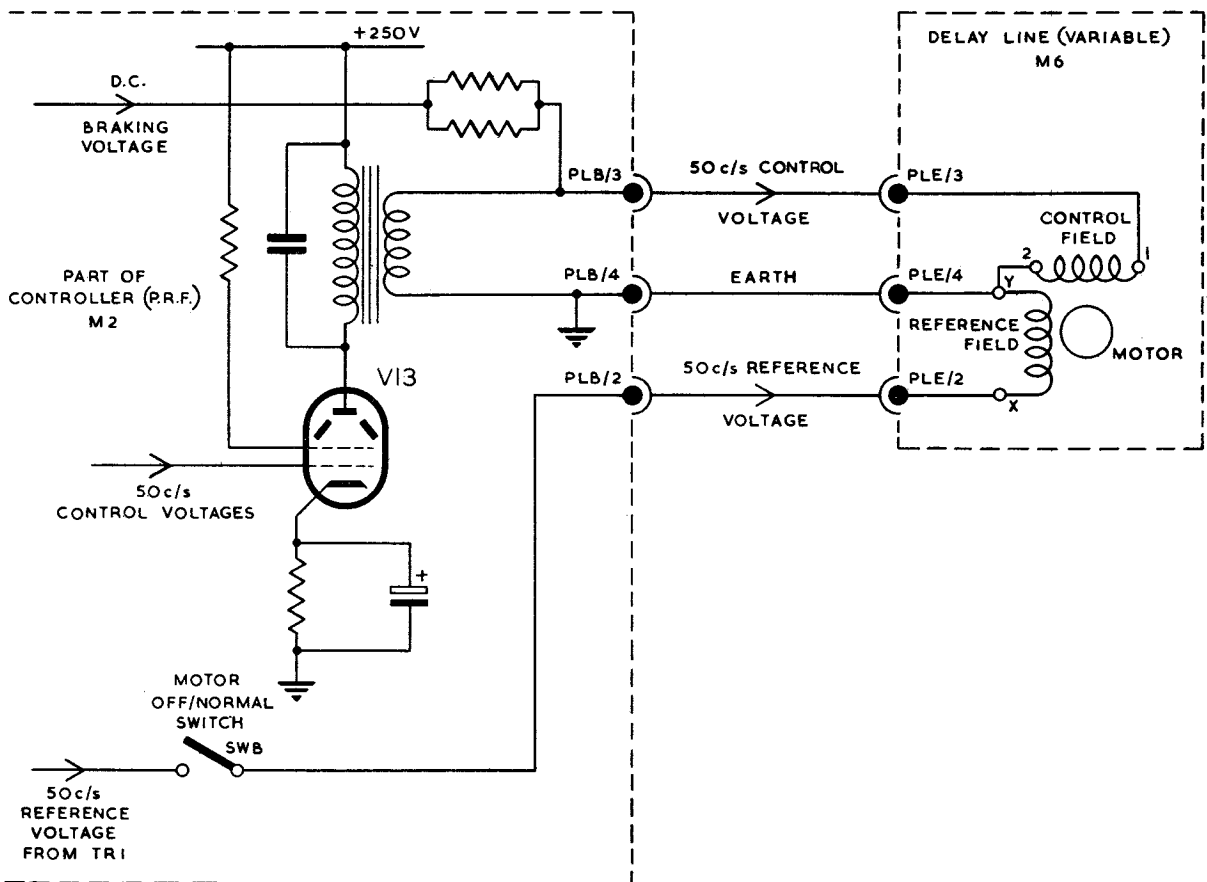 +250V
D.C.
BRAKING
VOLTAGE
PART OF
CONTROLLER (P.R.F.)
M2
V13
50c/s
CONTROL VOLTAGES
+
MOTOR
OFF/NORMAL
SWITCH
SWB
50c/s
REFERENCE
VOLTAGE
FROM TR1
PLB/3
50c/s CONTROL
VOLTAGE
PLE/3
PLB/4
EARTH
PLE/4
PLB/2
50c/s REFERENCE
VOLTAGE
PLE/2
DELAY LINE (VARIABLE)
M6
CONTROL
FIELD
2
1
Y
REFERENCE
FIELD
MOTOR
X